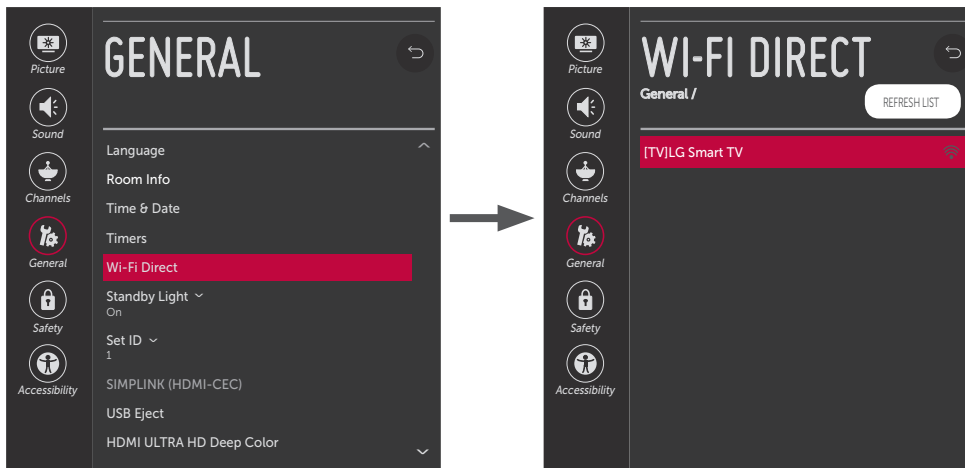 Picture
Sound
Channels
General
Safety
Accessibility
GENERAL
Language
Room Info
Time & Date
Timers
Wi-Fi Direct
Standby Light
On
Set ID
1
SIMPLINK (HDMI-CEC)
USB Eject
HDMI ULTRA HD Deep Color
Picture
Sound
Channels
General
Safety
Accessibility
WI-FI DIRECT
General /
REFRESH LIST
[TV]LG Smart TV